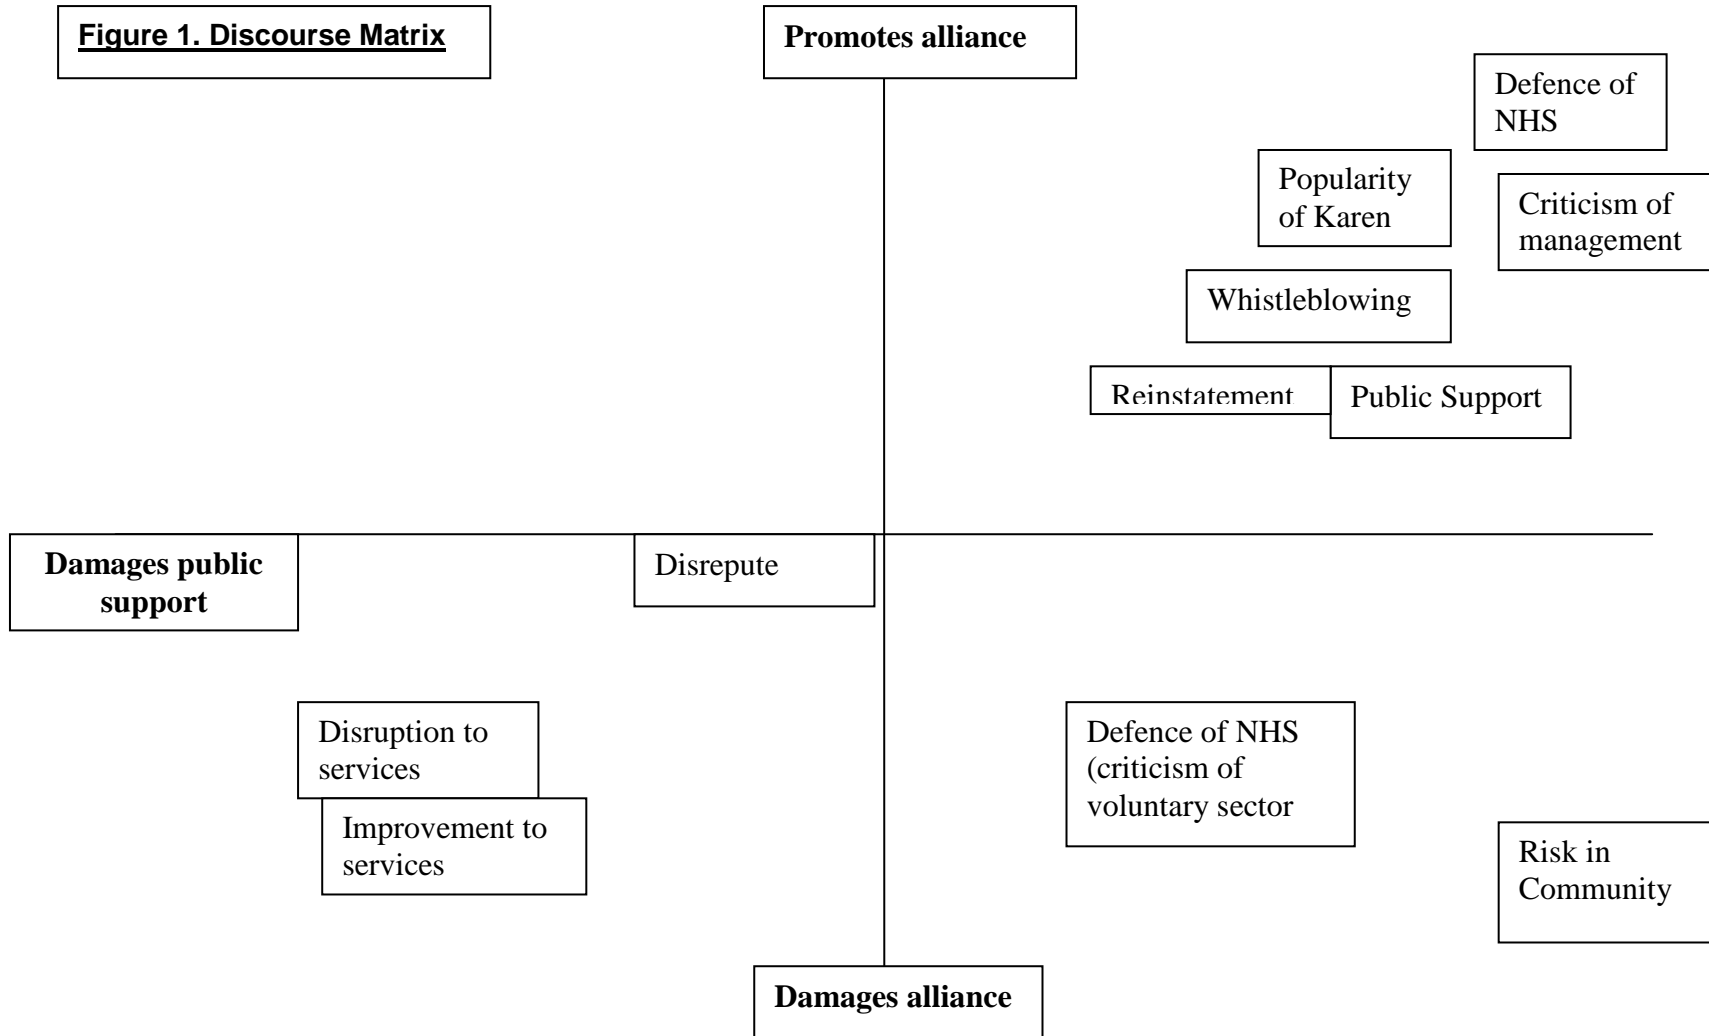 Figure 1. Discourse Matrix
Promotes alliance
Defence of
NHS
Popularity
of Karen
Criticism of
management
Whistleblowing
Reinstatement
Public Support
Damages public
support
Disrepute
Disruption to
services
Improvement to
services
Defence of NHS
(criticism of
voluntary sector
Risk in
Community
Damages alliance